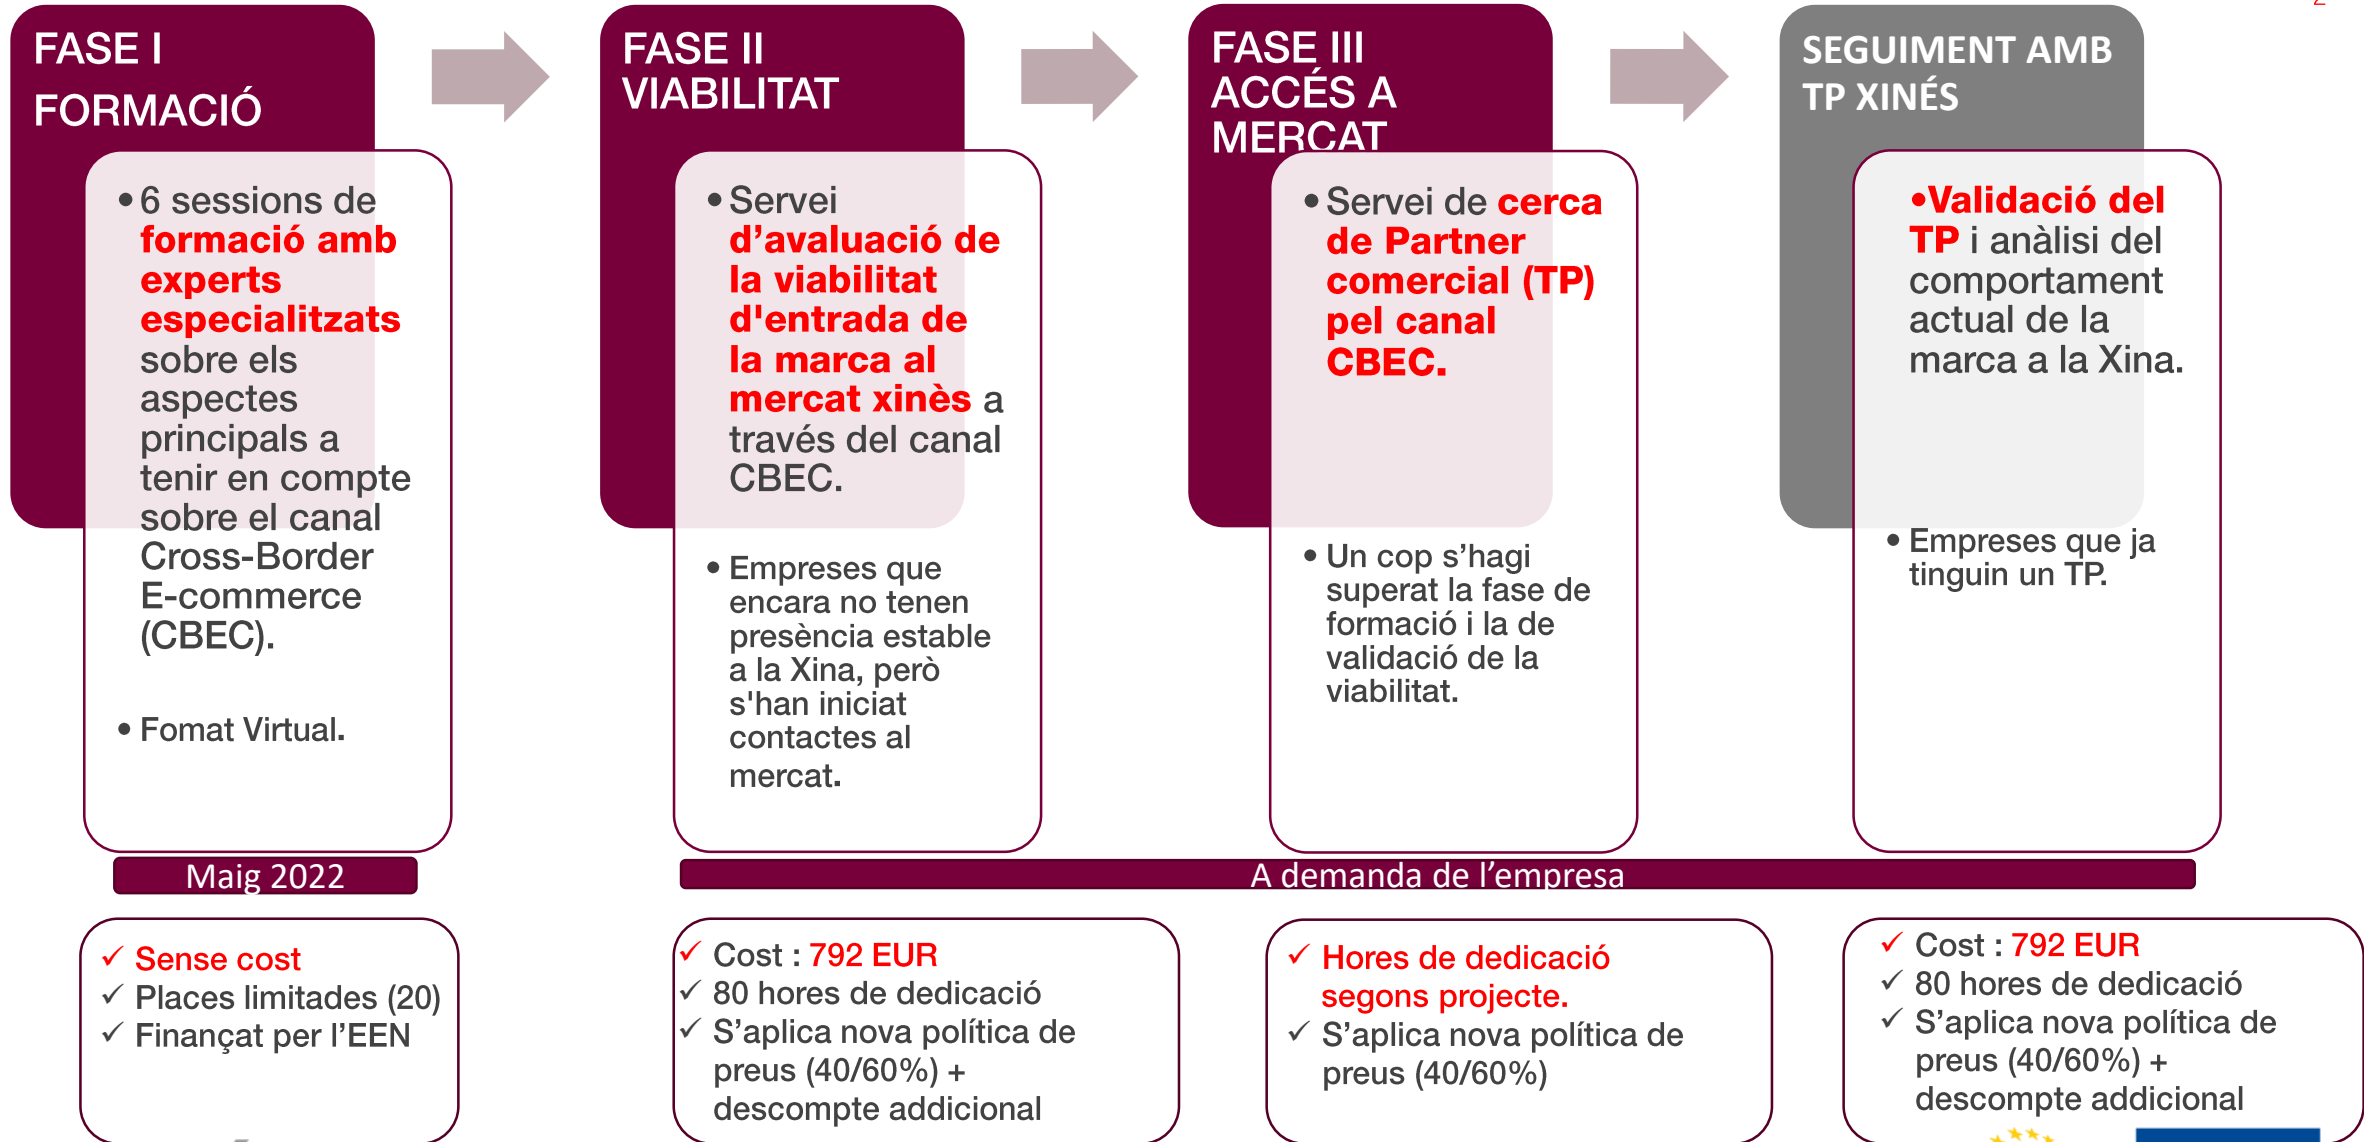 2
FASE I
FORMACIÓ
• 6 sessions de
formació amb
experts
especialitzats
sobre els
aspectes
principals a
tenir en compte
sobre el canal
Cross-Border
E-commerce
(CBEC).
• Fomat Virtual.
Maig 2022
✓ Sense cost
✓ Places limitades (20)
✓ Finançat per l’EEN
FASE II
VIABILITAT
• Servei
d’avaluació de
la viabilitat
d'entrada de
la marca al
mercat xinès a
través del canal
CBEC.
• Empreses que
encara no tenen
presència estable
a la Xina, però
s'han iniciat
contactes al
mercat.
FASE III
ACCÉS A
MERCAT
• Servei de cerca
de Partner
comercial (TP)
pel canal
CBEC.
• Un cop s’hagi
superat la fase de
formació i la de
validació de la
viabilitat.
SEGUIMENT AMB
TP XINÉS
•Validació del
TP i anàlisi del
comportament
actual de la
marca a la Xina.
• Empreses que ja
tinguin un TP.
A demanda de l’empresa
✓ Cost : 792 EUR
✓ 80 hores de dedicació
✓ S’aplica nova política de
preus (40/60%) +
descompte addicional
✓ Hores de dedicació
segons projecte.
✓ S’aplica nova política de
preus (40/60%)
✓ Cost : 792 EUR
✓ 80 hores de dedicació
✓ S’aplica nova política de
preus (40/60%) +
descompte addicional